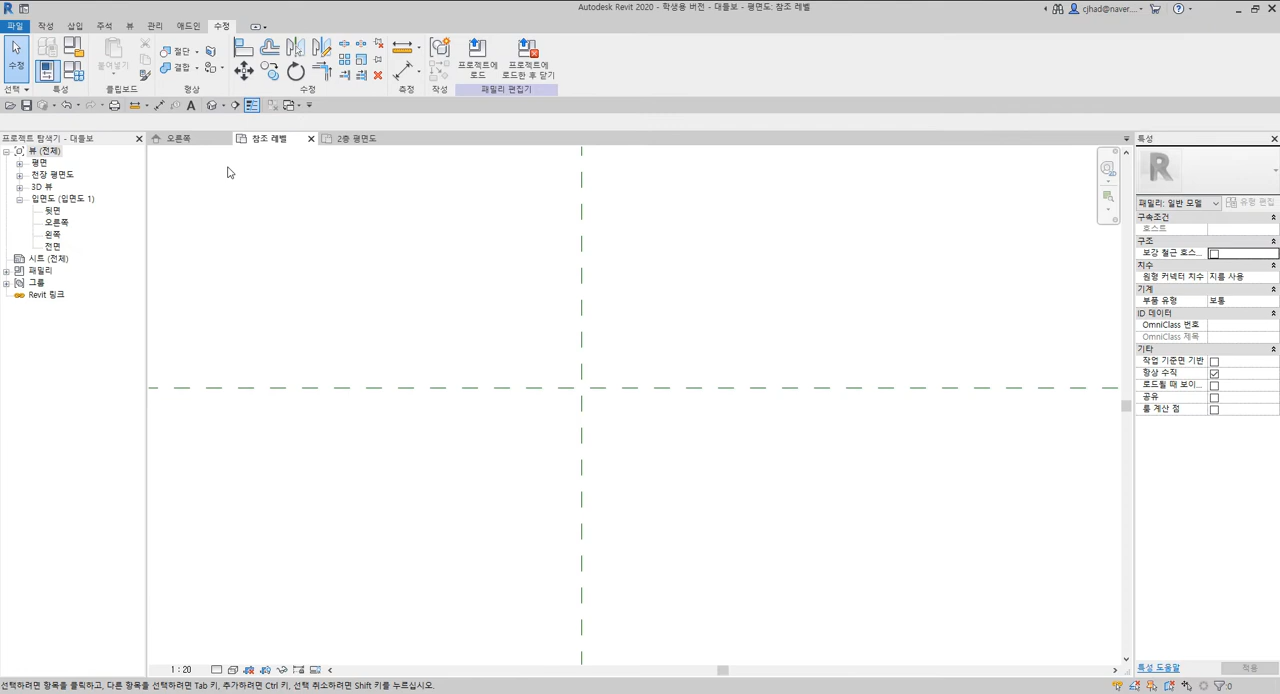 Autodesk Revit 2020 - 학생용 버전 - 대들보 - 평면도: 참조 레벨
cjhad@naver....
파일 작성 삽입 주석 뷰 관리 애드인 수정
수정
붙여넣기
절단
결합
프로젝트에
로드
프로젝트에
로드한 후 닫기
선택 특성 클립보드 형상 수정 측정 작성 패밀리 편집기
프로젝트 탐색기 - 대들보
오른쪽
참조 레벨
2층 평면도
특성
뷰 (전체)
평면
천장 평면도
3D 뷰
입면도 (입면도 1)
뒷면
오른쪽
왼쪽
전면
시트 (전체)
패밀리
그룹
Revit 링크
2D
R
패밀리: 일반 모델
유형 편집
구속조건
호스트
구조
보강 철근 호스...
치수
원형 커넥터 치수 지름 사용
기계
부품 유형 보통
ID 데이터
OmniClass 번호
OmniClass 제목
기타
작업 기준면 기반
항상 수직
로드될 때 보이...
공유
룸 계산 점
특성 도움말
적용
1 : 20
선택하려면 항목을 클릭하고, 다른 항목을 선택하려면 Tab 키, 추가하려면 Ctrl 키, 선택 취소하려면 Shift 키를 누르십시오.
:0